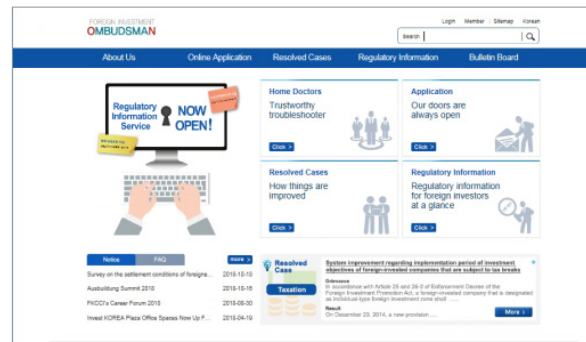 FOREIGN INVESTMENT
OMBUDSMAN
Login Member Sitemap Korean
Search
About Us Online Application Resolved Cases Regulatory Information Bulletin Board
Regulatory
Information
Service
NOW
OPEN!
Home Doctors
Trustworthy
troubleshooter
Click >
Application
Our doors are
always open
Click >
Resolved Cases
How things are
improved
Click >
Regulatory Information
Regulatory information
for foreign investors
at a glance
Click >
Notice FAQ more >
Survey on the settlement conditions of foreigne... 2018-10-18
Ausbuildung Summit 2018 2018-10-16
FKCCI's Career Forum 2018 2018-08-30
Invest KOREA Plaza Office Spaces Now Up F... 2018-04-19
Resolved
Case
Taxation
System improvement regarding implementation period of investment
objectives of foreign-invested companies that are subject to tax breaks
Grievance
In accordance with Article 25 and 26-3 of Enforcement Decree of the
Foreign Investment Promotion Act, a foreign-invested company that is designated
as individual-type foreign investment zone shall ......
Result
On December 23, 2014, a new provision ......
More >